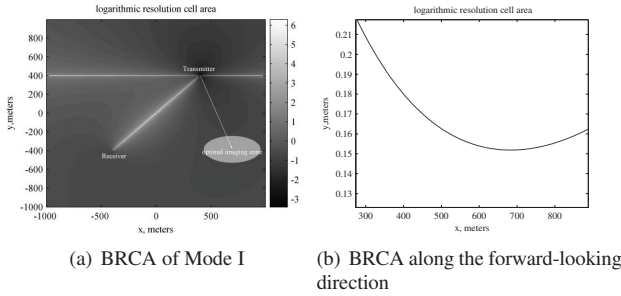 logarithmic resolution cell area
1000
800
600
400
200
0
-200
-400
-600
-800
-1000
y,meters
Transmitter
Receiver
optimal imaging zone
-1000
-500
0
500
x, meters
6
5
4
3
2
1
0
-1
-2
-3
(a) BRCA of Mode I
logarithmic resolution cell area
0.21
0.2
0.19
0.18
0.17
0.16
0.15
0.14
0.13
y,meters
300 400 500 600 700 800
x, meters
(b) BRCA along the forward-looking
direction